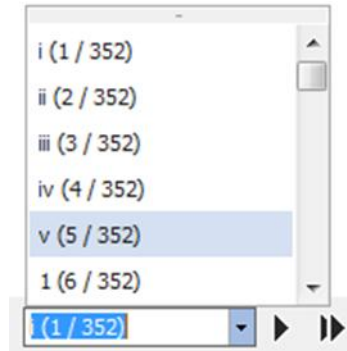 i (1 / 352)
ii (2 / 352)
iii (3 / 352)
iv (4 / 352)
v (5 / 352)
1 (6 / 352)
i (1 / 352)